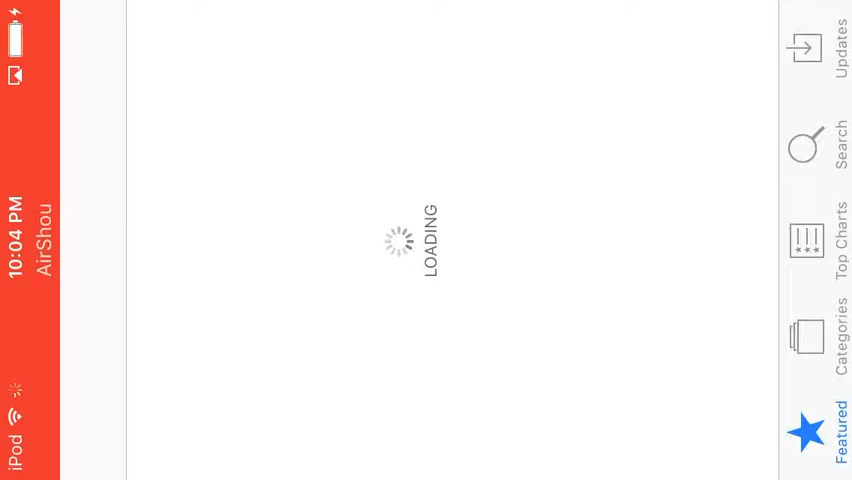 iPod 10:04 PM
AirShou
LOADING
Featured Categories Top Charts Search Updates